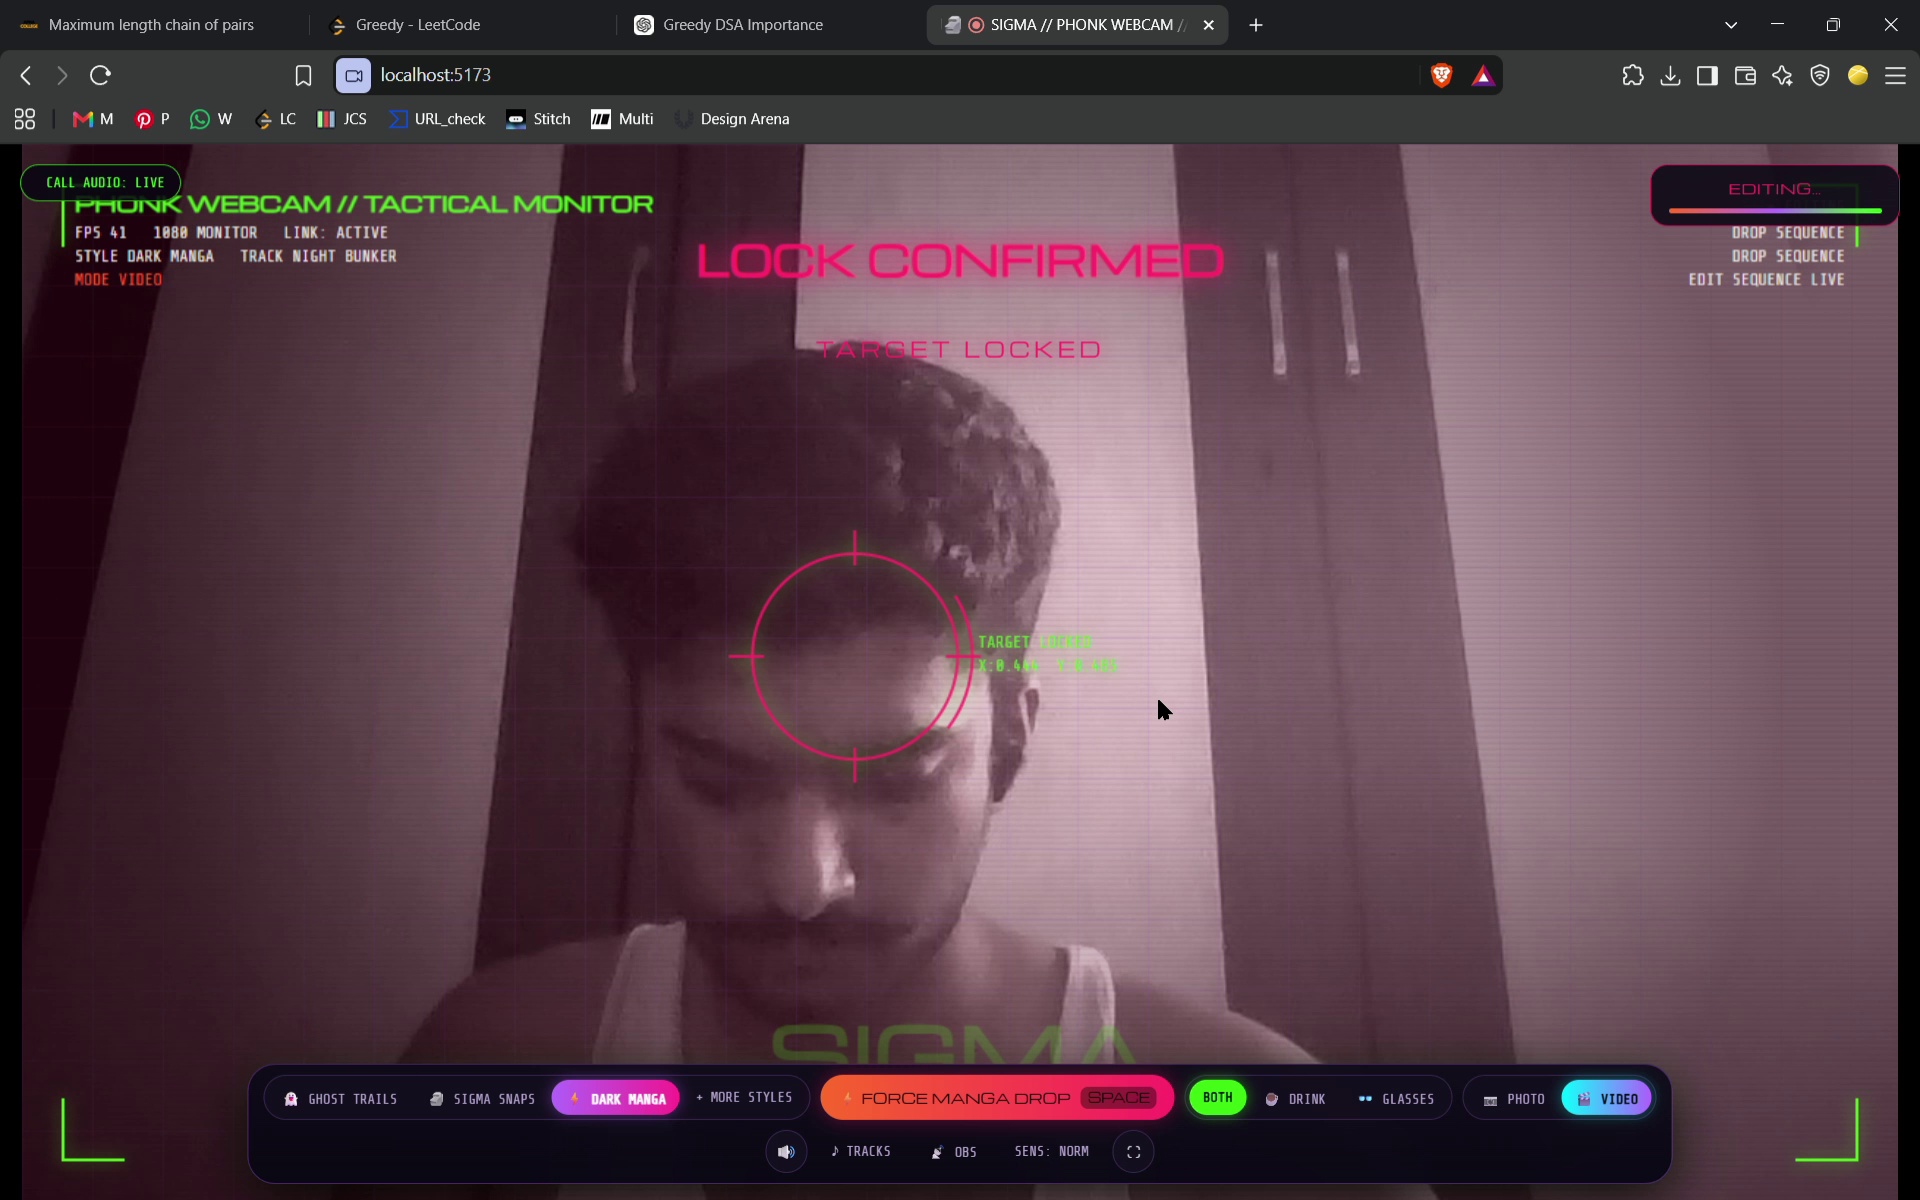 Maximum length chain of pairs
Greedy - LeetCode
Greedy DSA Importance
SIGMA // PHONK WEBCAM //
localhost:5173
M
P
W
LC
JCS
URL_check
Stitch
Multi
Design Arena
CALL AUDIO: LIVE
PHONK WEBCAM // TACTICAL MONITOR
FPS 41 1080 MONITOR LINK: ACTIVE
STYLE DARK MANGA TRACK NIGHT BUNKER
MODE VIDEO
EDITING…
DROP SEQUENCE
DROP SEQUENCE
EDIT SEQUENCE LIVE
LOCK CONFIRMED
TARGET LOCKED
TARGET LOCKED
SIGMA
GHOST TRAILS
SIGMA SNAPS
DARK MANGA
+ MORE STYLES
FORCE MANGA DROP SPACE
BOTH
DRINK
GLASSES
PHOTO
VIDEO
♪ TRACKS
OBS
SENS: NORM